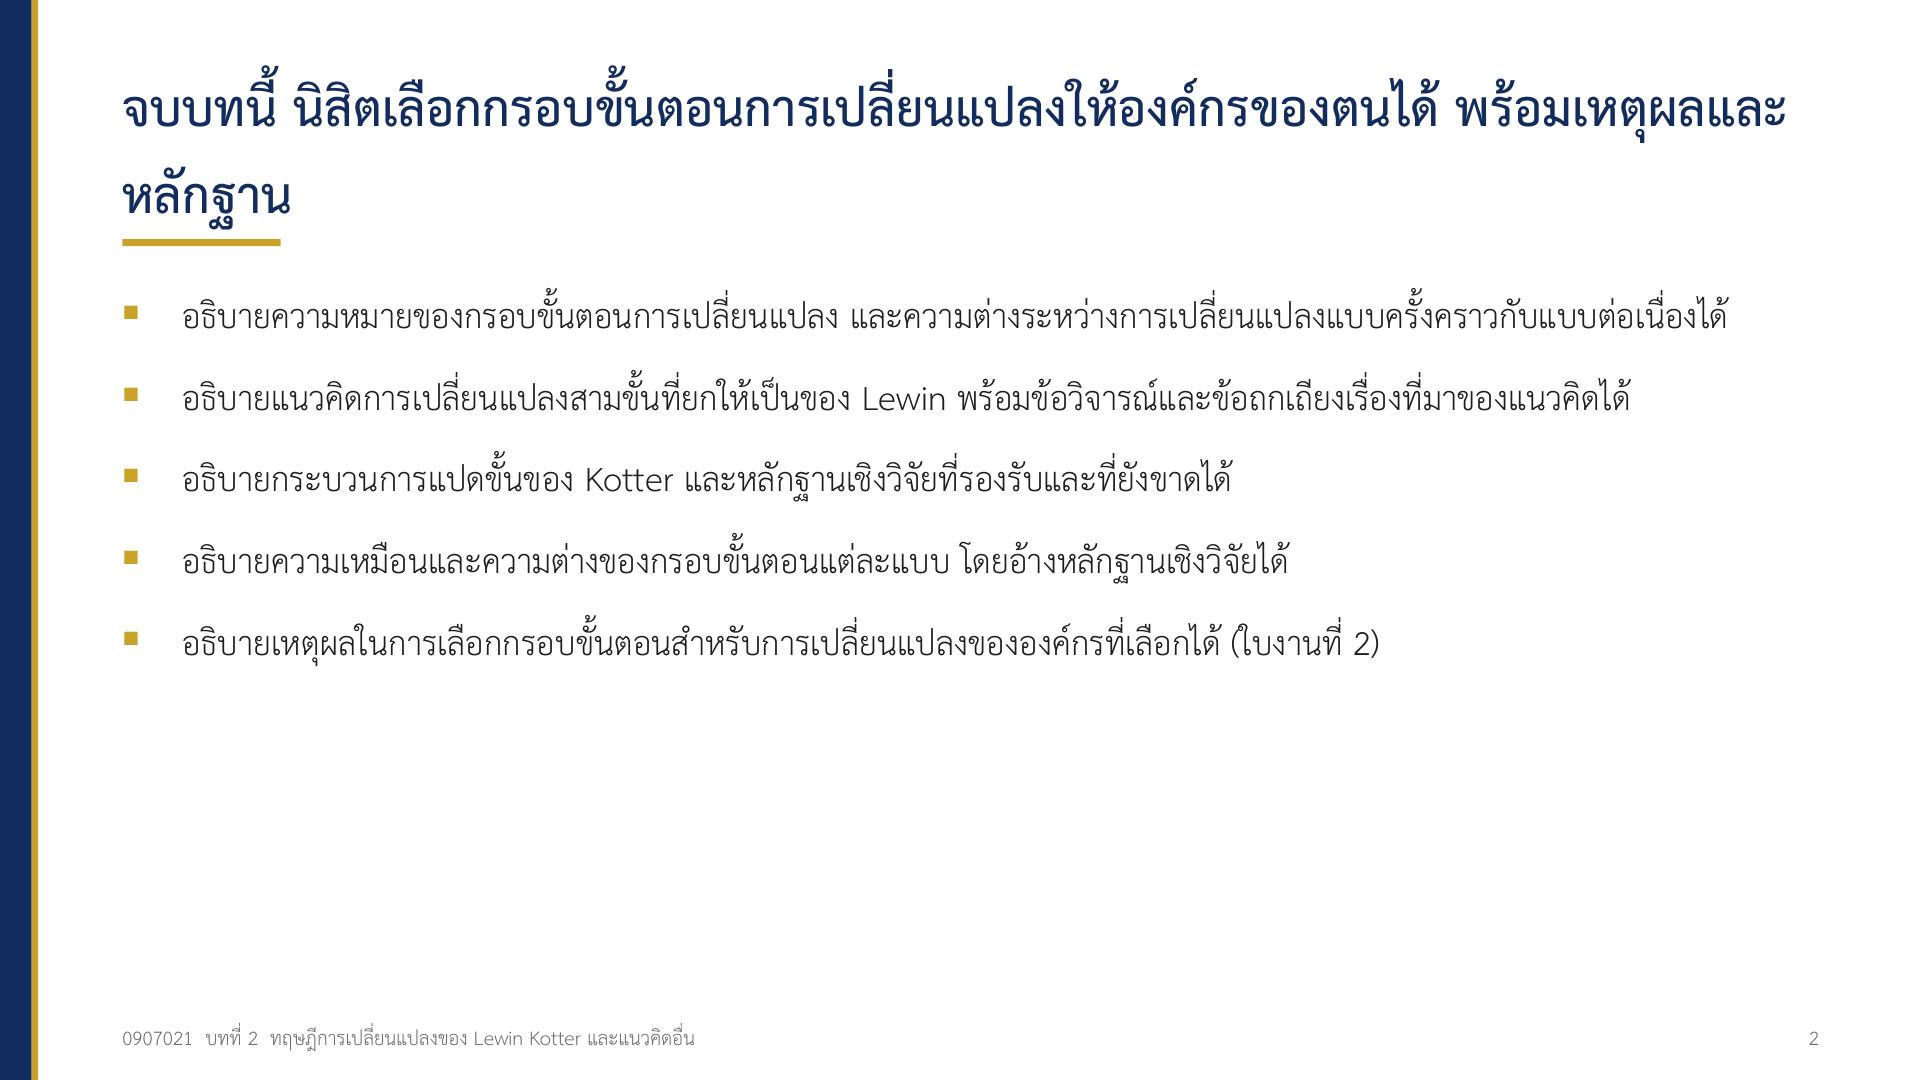 จบบทนี้ นิสิตเลือกกรอบขั้นตอนการเปลี่ยนแปลงให้องค์กรของตนได้ พร้อมเหตุผลและ
หลักฐาน
อธิบายความหมายของกรอบขั้นตอนการเปลี่ยนแปลง และความต่างระหว่างการเปลี่ยนแปลงแบบครั้งคราวกับแบบต่อเนื่องได้
อธิบายแนวคิดการเปลี่ยนแปลงสามขั้นที่ยกให้เป็นของ Lewin พร้อมข้อวิจารณ์และข้อถกเถียงเรื่องที่มาของแนวคิดได้
อธิบายกระบวนการแปดขั้นของ Kotter และหลักฐานเชิงวิจัยที่รองรับและที่ยังขาดได้
อธิบายความเหมือนและความต่างของกรอบขั้นตอนแต่ละแบบ โดยอ้างหลักฐานเชิงวิจัยได้
อธิบายเหตุผลในการเลือกกรอบขั้นตอนสำหรับการเปลี่ยนแปลงขององค์กรที่เลือกได้ (ใบงานที่ 2)
0907021 บทที่ 2 ทฤษฎีการเปลี่ยนแปลงของ Lewin Kotter และแนวคิดอื่น
2